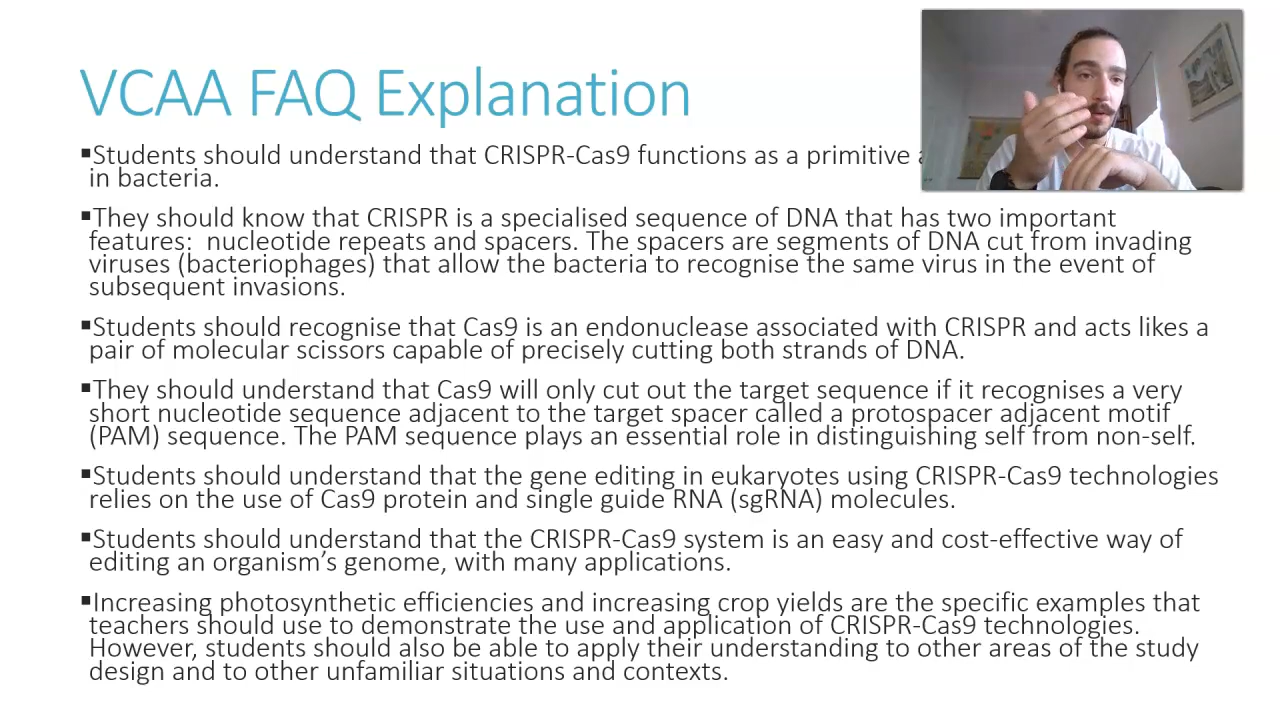 VCAA FAQ Explanation
▪Students should understand that CRISPR-Cas9 functions as a primitive
in bacteria.
▪They should know that CRISPR is a specialised sequence of DNA that has two important
features:  nucleotide repeats and spacers. The spacers are segments of DNA cut from invading
viruses (bacteriophages) that allow the bacteria to recognise the same virus in the event of
subsequent invasions.
▪Students should recognise that Cas9 is an endonuclease associated with CRISPR and acts likes a
pair of molecular scissors capable of precisely cutting both strands of DNA.
▪They should understand that Cas9 will only cut out the target sequence if it recognises a very
short nucleotide sequence adjacent to the target spacer called a protospacer adjacent motif
(PAM) sequence. The PAM sequence plays an essential role in distinguishing self from non-self.
▪Students should understand that the gene editing in eukaryotes using CRISPR-Cas9 technologies
relies on the use of Cas9 protein and single guide RNA (sgRNA) molecules.
▪Students should understand that the CRISPR-Cas9 system is an easy and cost-effective way of
editing an organism’s genome, with many applications.
▪Increasing photosynthetic efficiencies and increasing crop yields are the specific examples that
teachers should use to demonstrate the use and application of CRISPR-Cas9 technologies.
However, students should also be able to apply their understanding to other areas of the study
design and to other unfamiliar situations and contexts.